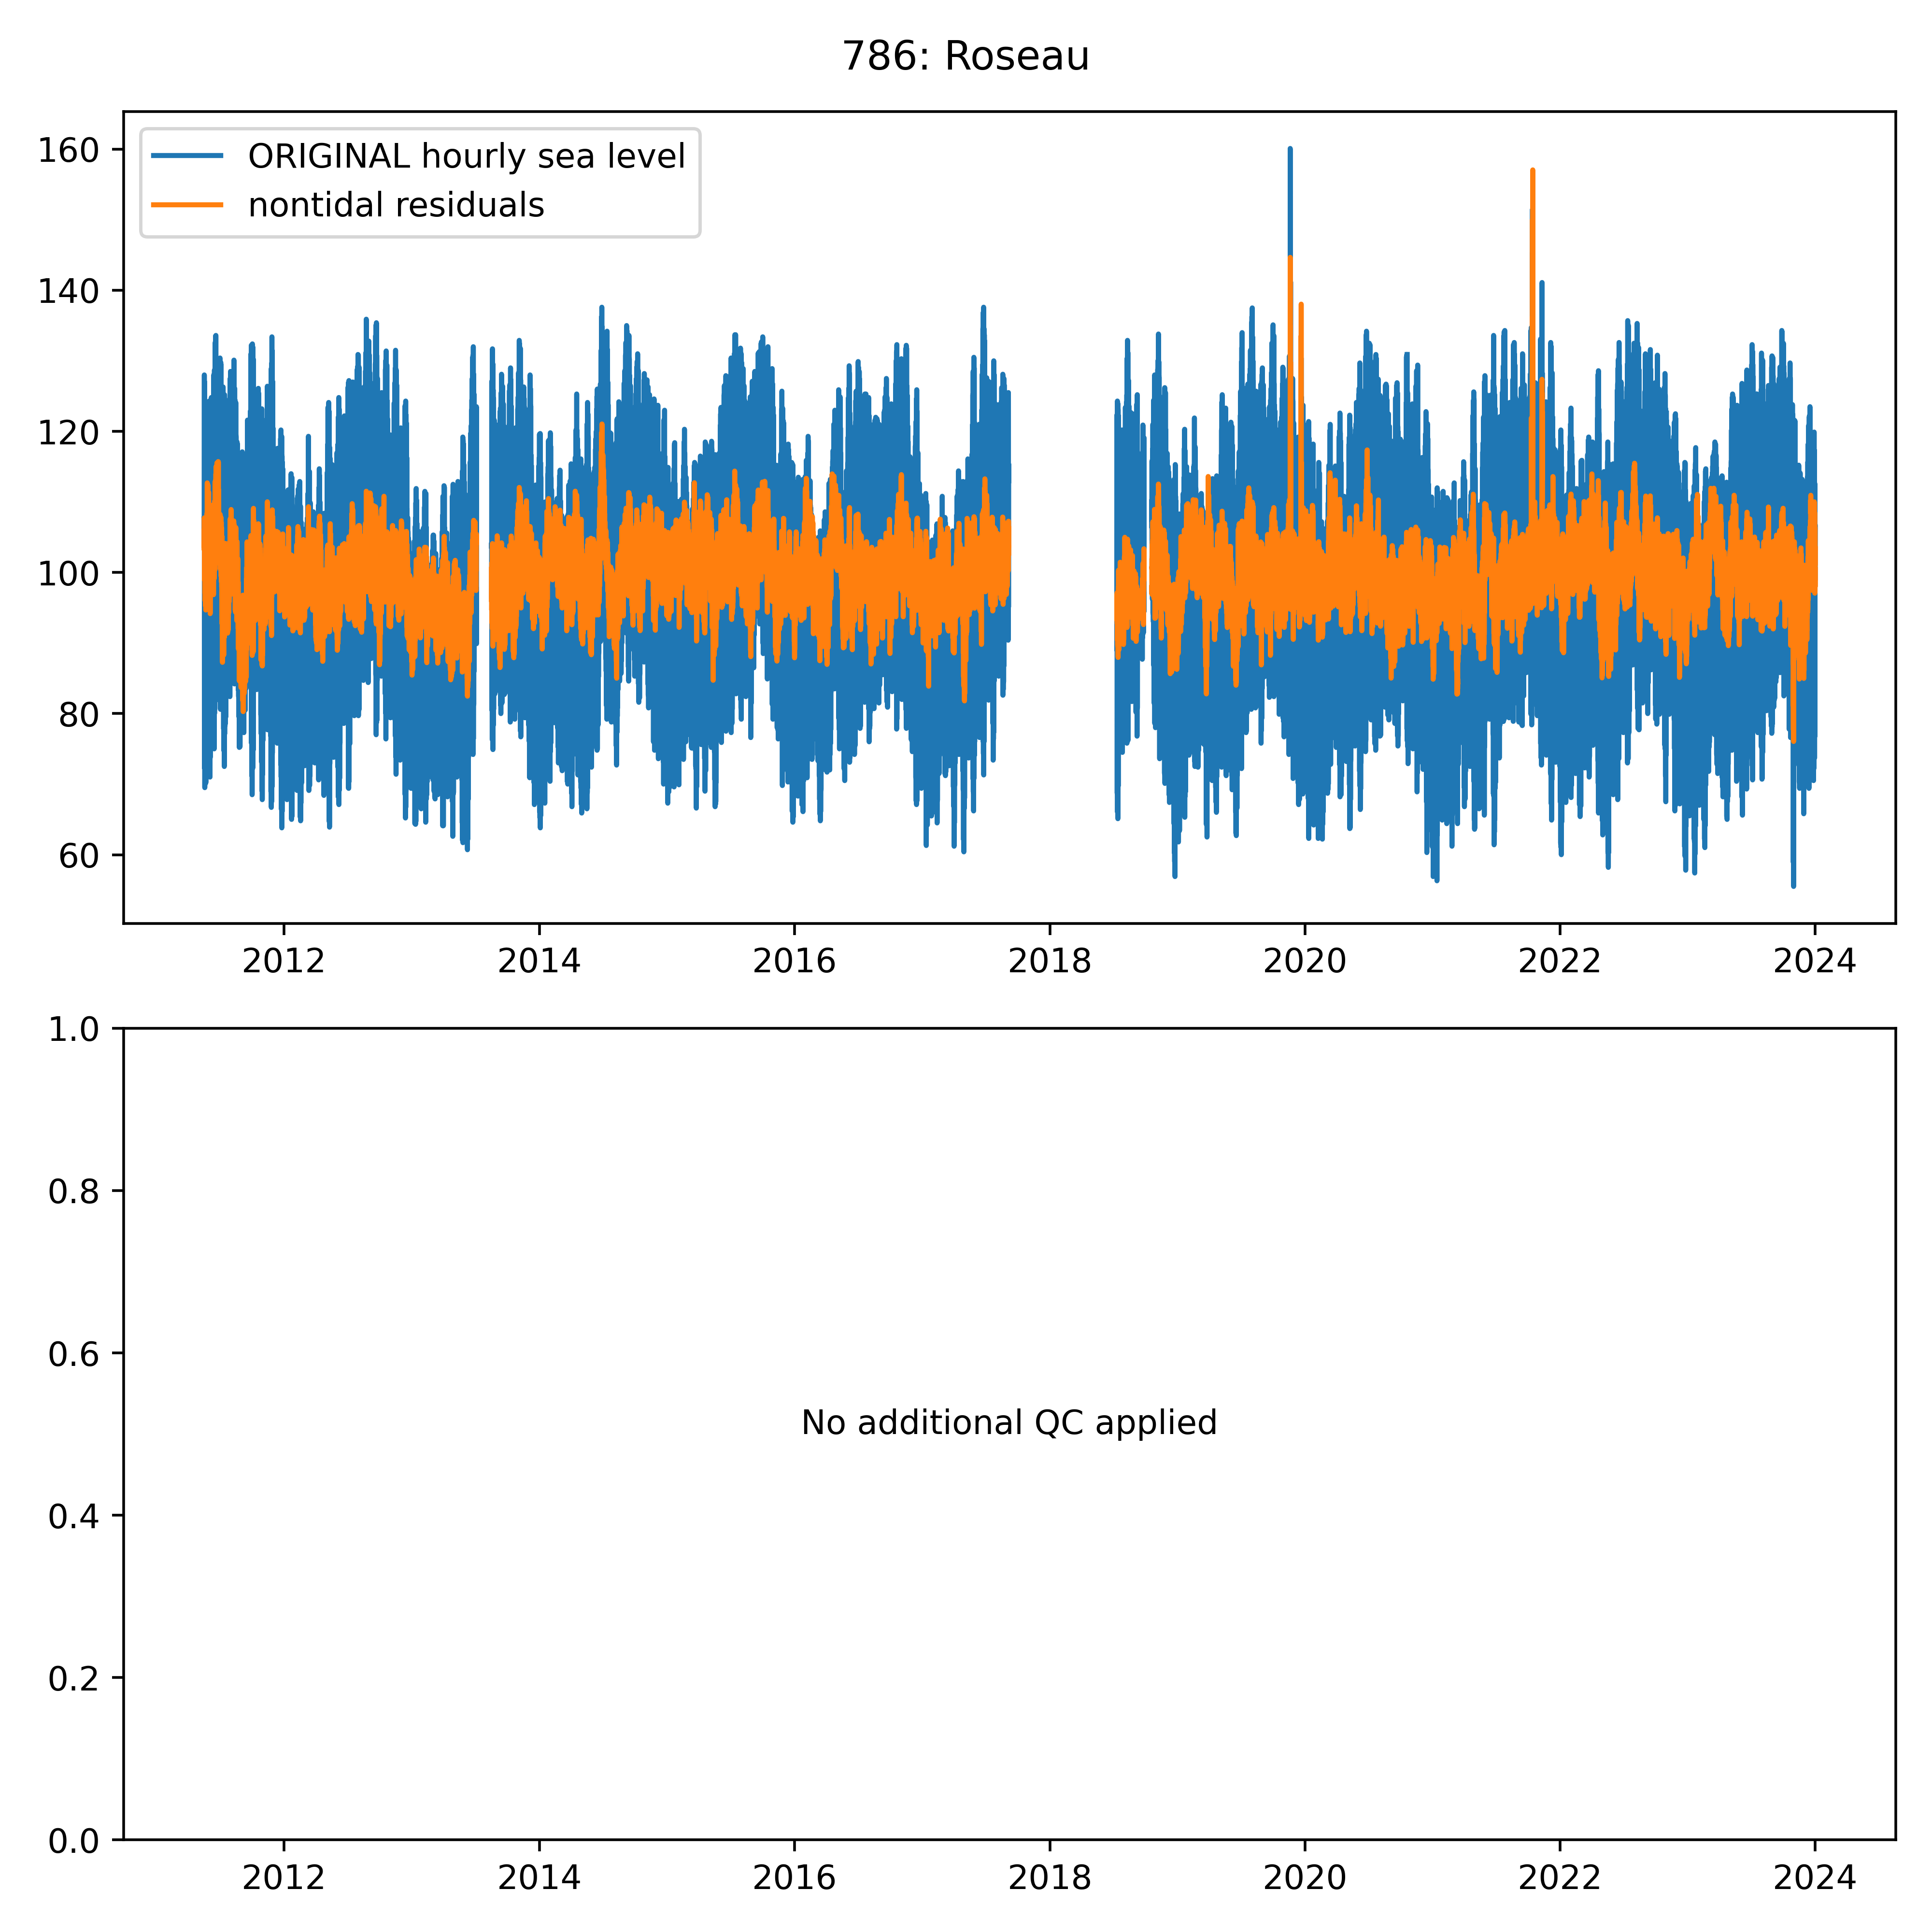 786: Roseau
ORIGINAL hourly sea level
nontidal residuals
160
140
120
100
80
60
2012 2014 2016 2018 2020 2022 2024
1.0
0.8
0.6
0.4
0.2
0.0
No additional QC applied
2012 2014 2016 2018 2020 2022 2024